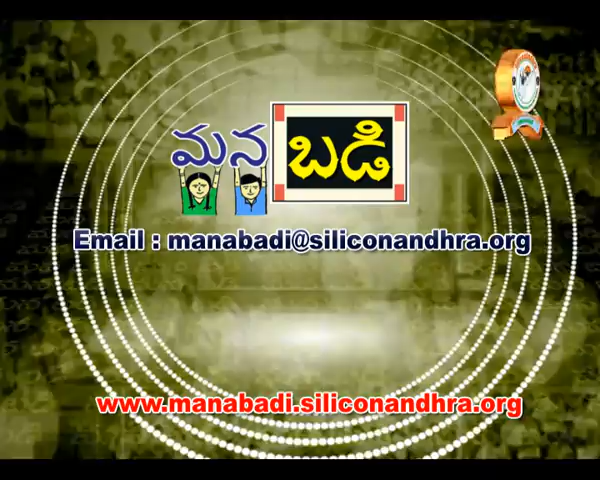 మన బడి
Email : manabadi@siliconandhra.org
www.manabadi.siliconandhra.org